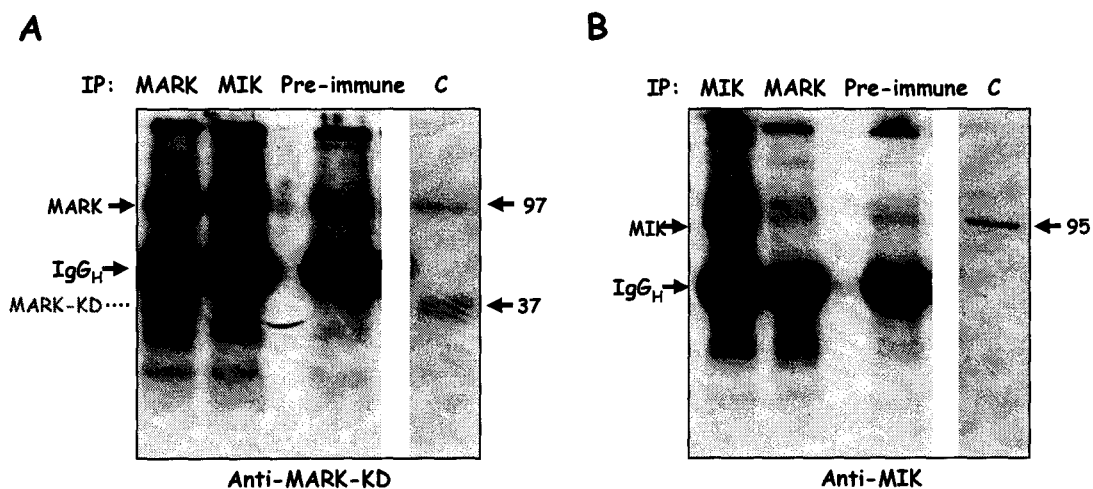 A
IP: MARK MIK Pre-immune C
MARK
97
IgGH
MARK-KD
37
Anti-MARK-KD
B
IP: MIK MARK Pre-immune C
MIK
95
IgGH
Anti-MIK